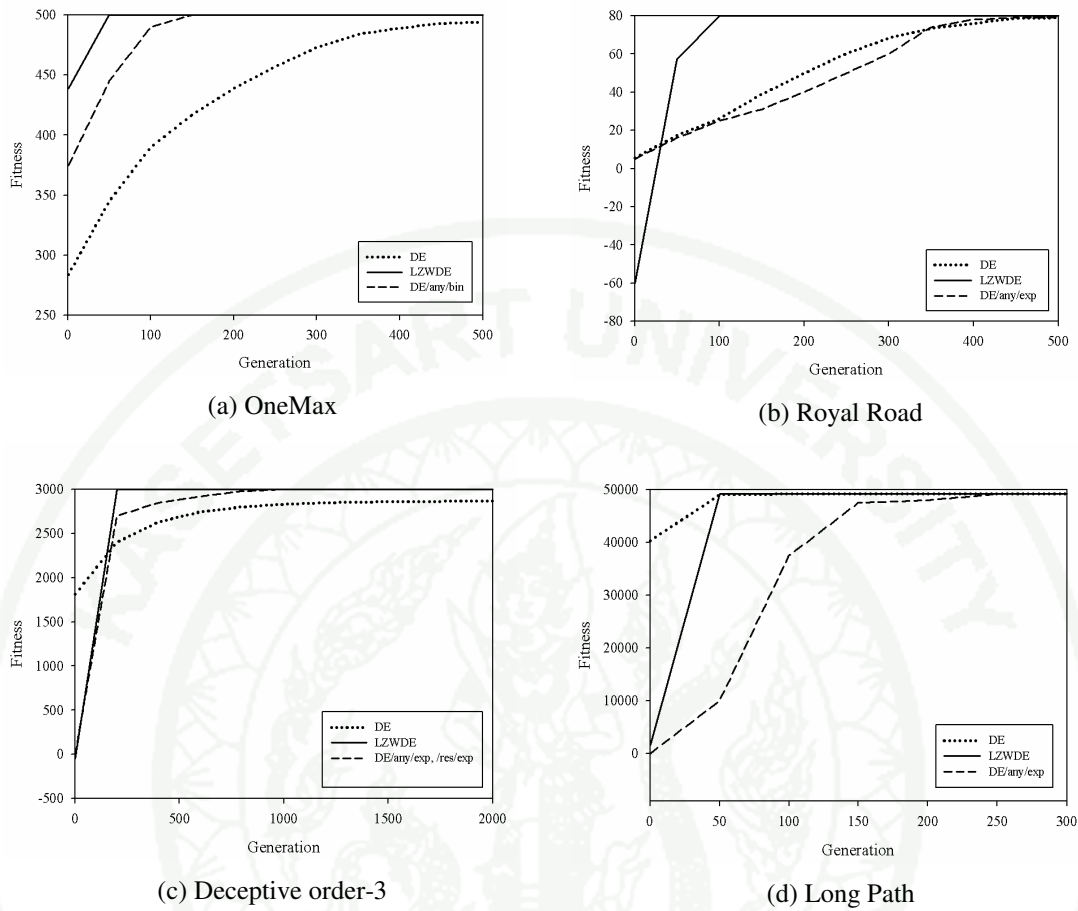 500
450
400
350
300
250
Fitness
0
100
200
300
400
500
Generation
DE
LZWDE
DE/any/bin
(a) OneMax
80
60
40
20
0
-20
-40
-60
-80
Fitness
0
100
200
300
400
500
Generation
DE
LZWDE
DE/any/exp
(b) Royal Road
3000
2500
2000
1500
1000
500
0
-500
Fitness
0
500
1000
1500
2000
Generation
DE
LZWDE
DE/any/exp, /res/exp
(c) Deceptive order-3
50000
40000
30000
20000
10000
0
Fitness
0
50
100
150
200
250
300
Generation
DE
LZWDE
DE/any/exp
(d) Long Path
KASETSART UNIVERSITY